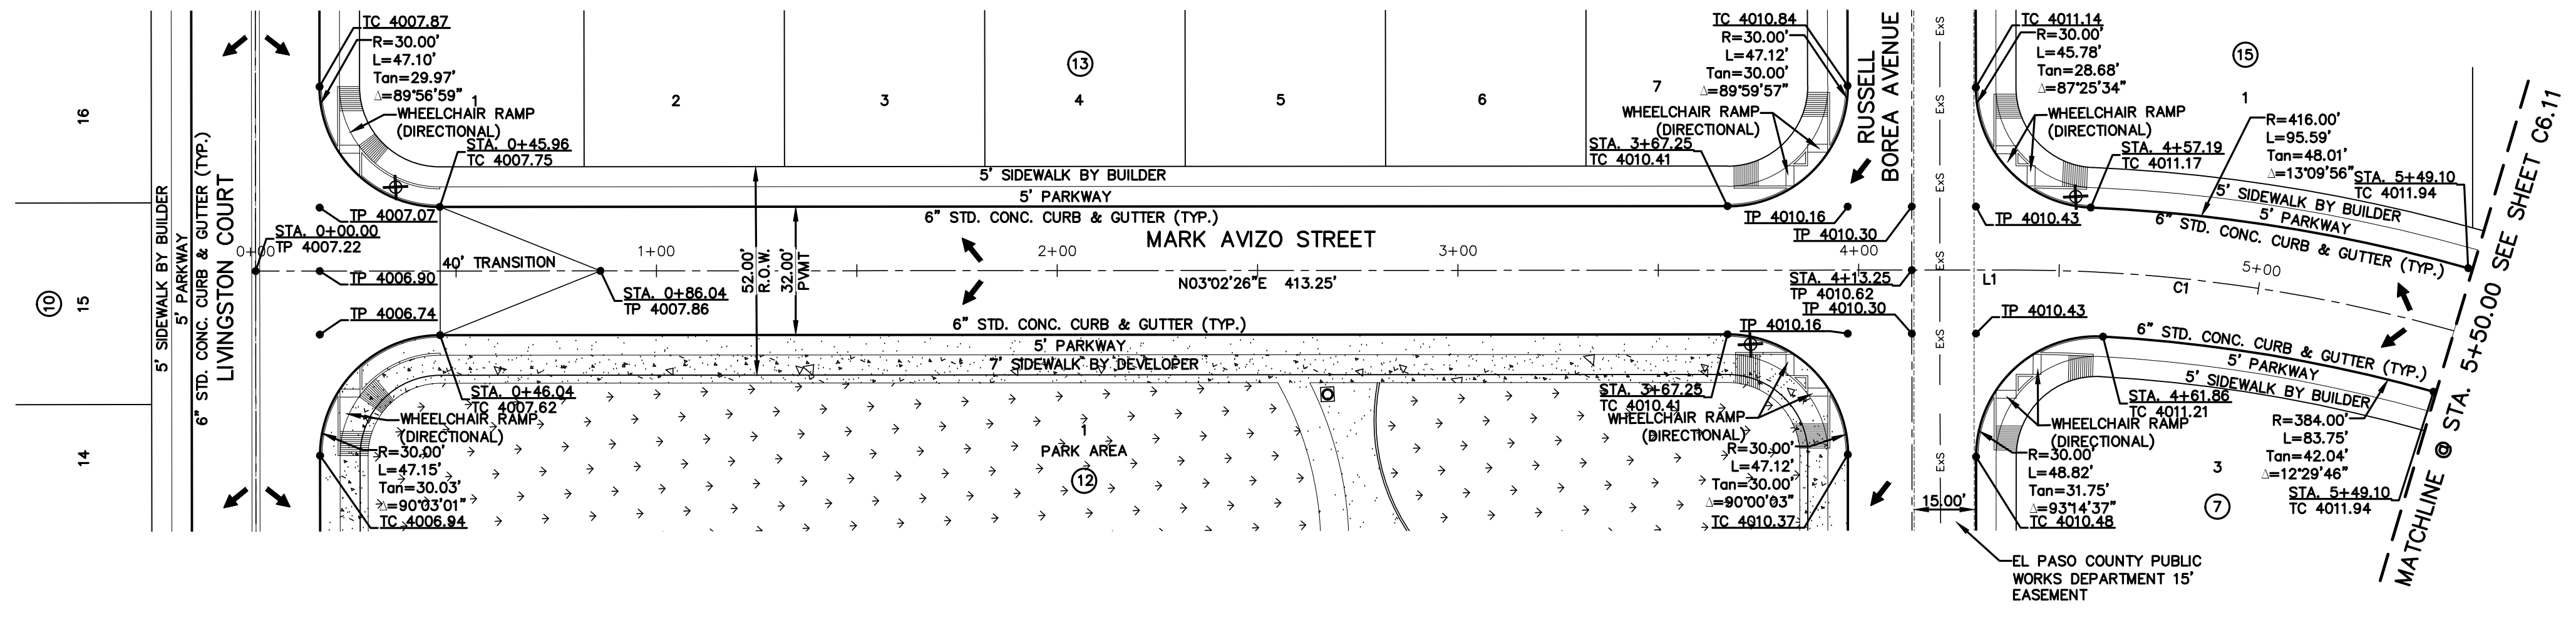 16
15
14
10
5' SIDEWALK BY BUILDER
5' PARKWAY
6" STD. CONC. CURB & GUTTER (TYP.)
LIVINGSTON COURT
TC 4007.87
R=30.00'
L=47.10'
Tan=29.97'
Δ=89°56'59"
1
WHEELCHAIR RAMP
(DIRECTIONAL)
STA. 0+45.96
TC 4007.75
TP 4007.07
STA. 0+00.00
TP 4007.22
0+00
TP 4006.90
TP 4006.74
40' TRANSITION
STA. 0+86.04
TP 4007.86
STA. 0+46.04
TC 4007.62
WHEELCHAIR RAMP
(DIRECTIONAL)
R=30.00'
L=47.15'
Tan=30.03'
Δ=90°03'01"
TC 4006.94
2
3
13
4
5
6
7
5' SIDEWALK BY BUILDER
5' PARKWAY
6" STD. CONC. CURB & GUTTER (TYP.)
MARK AVIZO STREET
1+00
2+00
3+00
4+00
52.00'
R.O.W.
32.00'
PVMT
N03°02'26"E 413.25'
6" STD. CONC. CURB & GUTTER (TYP.)
5' PARKWAY
7' SIDEWALK BY DEVELOPER
1
PARK AREA
12
TC 4010.84
R=30.00'
L=47.12'
Tan=30.00'
Δ=89°59'57"
WHEELCHAIR RAMP
(DIRECTIONAL)
STA. 3+67.25
TC 4010.41
TP 4010.16
TP 4010.30
STA. 4+13.25
TP 4010.62
TP 4010.30
TP 4010.16
STA. 3+67.25
TC 4010.41
WHEELCHAIR RAMP
(DIRECTIONAL)
R=30.00'
L=47.12'
Tan=30.00'
Δ=90°00'03"
TC 4010.37
RUSSELL
BOREA AVENUE
ExS
ExS
ExS
ExS
ExS
ExS
ExS
15.00'
EL PASO COUNTY PUBLIC
WORKS DEPARTMENT 15'
EASEMENT
TC 4011.14
R=30.00'
L=45.78'
Tan=28.68'
Δ=87°25'34"
WHEELCHAIR RAMP
(DIRECTIONAL)
STA. 4+57.19
TC 4011.17
TP 4010.43
15
1
R=416.00'
L=95.59'
Tan=48.01'
Δ=13°09'56"
STA. 5+49.10
TC 4011.94
5' SIDEWALK BY BUILDER
5' PARKWAY
6" STD. CONC. CURB & GUTTER (TYP.)
5+00
L1
C1
TP 4010.43
6" STD. CONC. CURB & GUTTER (TYP.)
5' PARKWAY
5' SIDEWALK BY BUILDER
STA. 4+61.86
TC 4011.21
WHEELCHAIR RAMP
(DIRECTIONAL)
R=30.00'
L=48.82'
Tan=31.75'
Δ=93°14'37"
TC 4010.48
R=384.00'
L=83.75'
Tan=42.04'
Δ=12°29'46"
STA. 5+49.10
TC 4011.94
3
7
MATCHLINE @ STA. 5+50.00 SEE SHEET C6.11